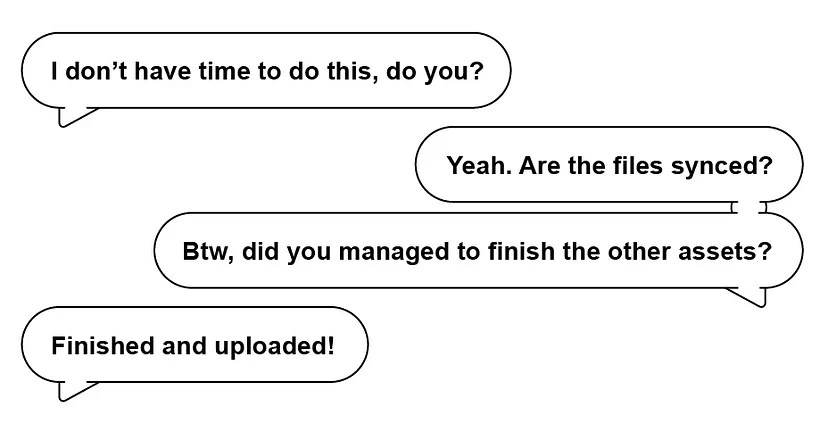 I don’t have time to do this, do you?
Yeah. Are the files synced?
Btw, did you managed to finish the other assets?
Finished and uploaded!